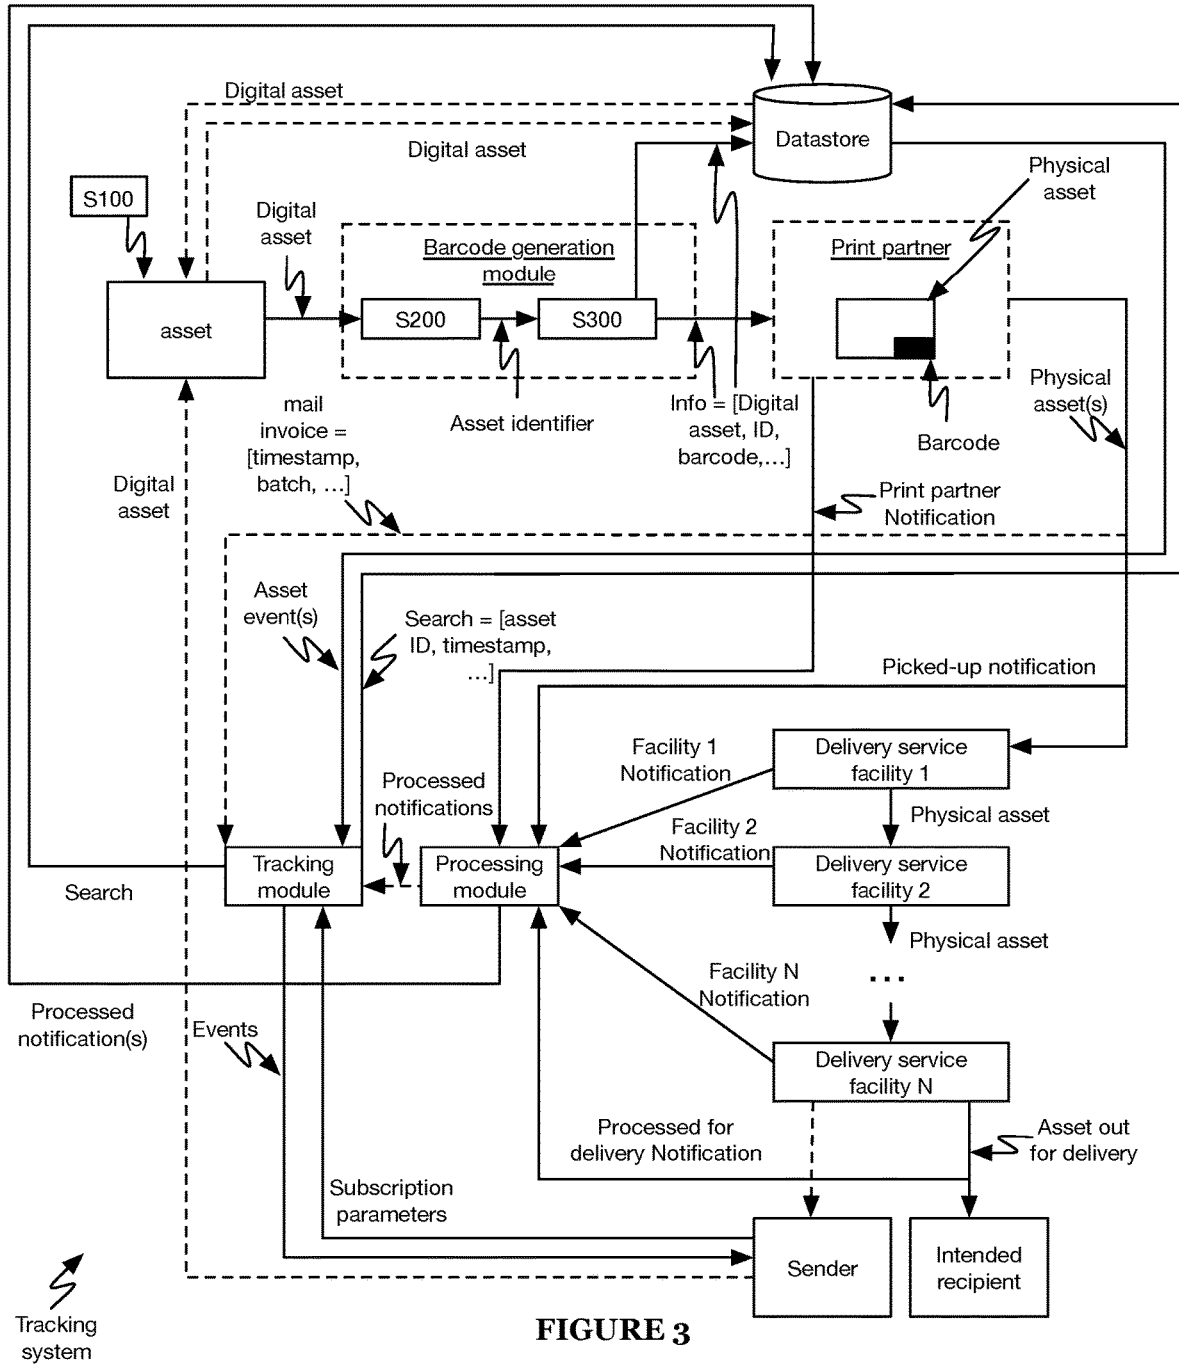 Digital asset
Digital asset
Datastore
Physical
asset
S100
Digital
asset
Barcode generation
module
Print partner
asset
S200
S300
Physical
asset(s)
mail
invoice =
[timestamp,
batch, ...]
Asset identifier
Info = [Digital
asset, ID,
barcode,...]
Barcode
Digital
asset
Print partner
Notification
Asset
event(s)
Search = [asset
ID, timestamp,
...]
Picked-up notification
Facility 1
Notification
Delivery service
facility 1
Processed
notifications
Physical asset
Facility 2
Notification
Tracking
module
Processing
module
Delivery service
facility 2
Search
Physical asset
...
Facility N
Notification
Processed
notification(s)
Events
Delivery service
facility N
Processed for
delivery Notification
Asset out
for delivery
Subscription
parameters
Sender
Intended
recipient
Tracking
system
FIGURE 3